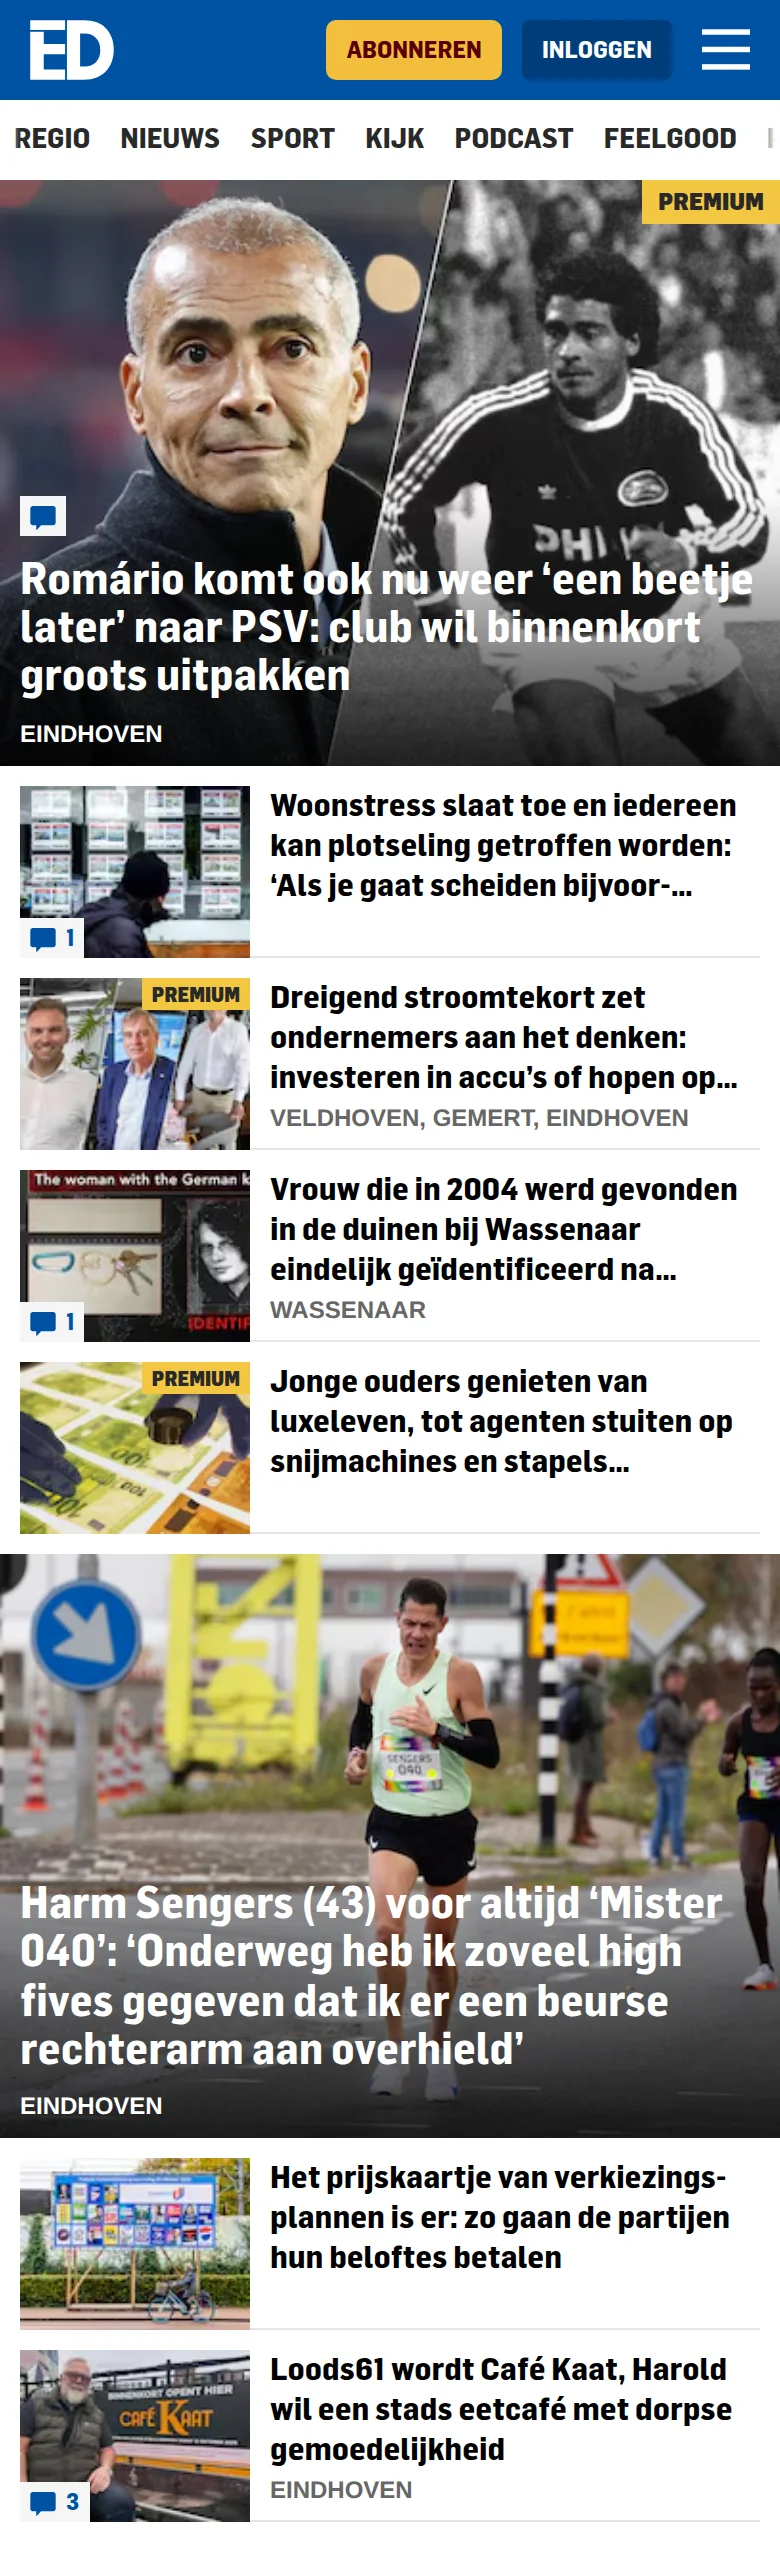 ED
ABONNEREN
INLOGGEN
REGIO NIEUWS SPORT KIJK PODCAST FEELGOOD
PREMIUM
Romário komt ook nu weer ‘een beetje
later’ naar PSV: club wil binnenkort
groots uitpakken
EINDHOVEN
Woonstress slaat toe en iedereen
kan plotseling getroffen worden:
‘Als je gaat scheiden bijvoor-...
1
PREMIUM
Dreigend stroomtekort zet
ondernemers aan het denken:
investeren in accu’s of hopen op...
VELDHOVEN, GEMERT, EINDHOVEN
The woman with the German k
IDENTIF
Vrouw die in 2004 werd gevonden
in de duinen bij Wassenaar
eindelijk geïdentificeerd na...
WASSENAAR
1
PREMIUM
Jonge ouders genieten van
luxeleven, tot agenten stuiten op
snijmachines en stapels...
SENGERS
040
Harm Sengers (43) voor altijd ‘Mister
040’: ‘Onderweg heb ik zoveel high
fives gegeven dat ik er een beurse
rechterarm aan overhield’
EINDHOVEN
Het prijskaartje van verkiezings-
plannen is er: zo gaan de partijen
hun beloftes betalen
BINNENKORT OPENT HIER
CAFÉ KAAT
Loods61 wordt Café Kaat, Harold
wil een stads eetcafé met dorpse
gemoedelijkheid
EINDHOVEN
3